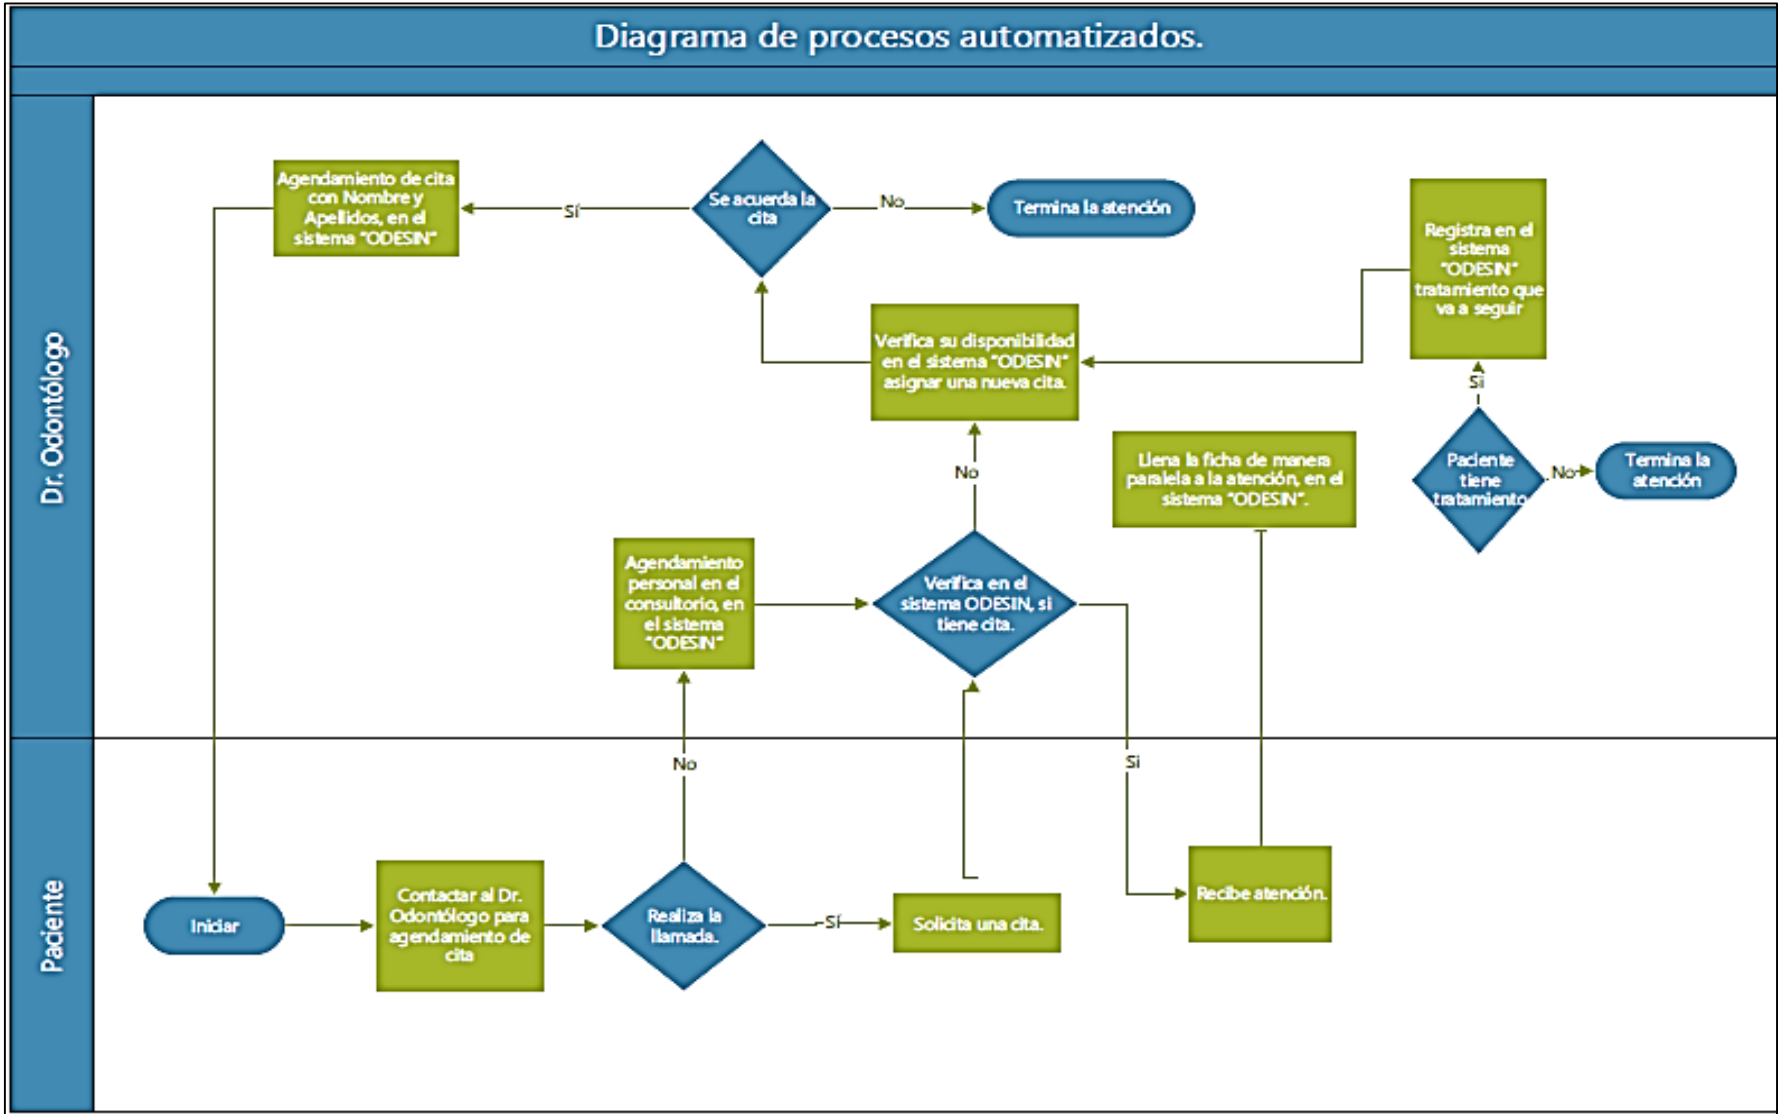 Diagrama de procesos automatizados.
Dr. Odontólogo
Agendamiento de cita
con Nombre y
Apellidos, en el
sistema "ODESIN"
Sí
Se acuerda la
cita
No
Termina la atención
Registra en el
sistema
"ODESIN"
tratamiento que
va a seguir
Verifica su disponibilidad
en el sistema "ODESIN"
asignar una nueva cita.
Si
Paciente
tiene
tratamiento
No
Termina la
atención
Llena la ficha de manera
paralela a la atención, en el
sistema "ODESIN".
No
Agendamiento
personal en el
consultorio, en
el sistema
"ODESIN"
Verifica en el
sistema ODESIN, si
tiene cita.
No
Si
Paciente
Iniciar
Contactar al Dr.
Odontólogo para
agendamiento de
cita
Realiza la
llamada.
Sí
Solicita una cita.
Recibe atención.